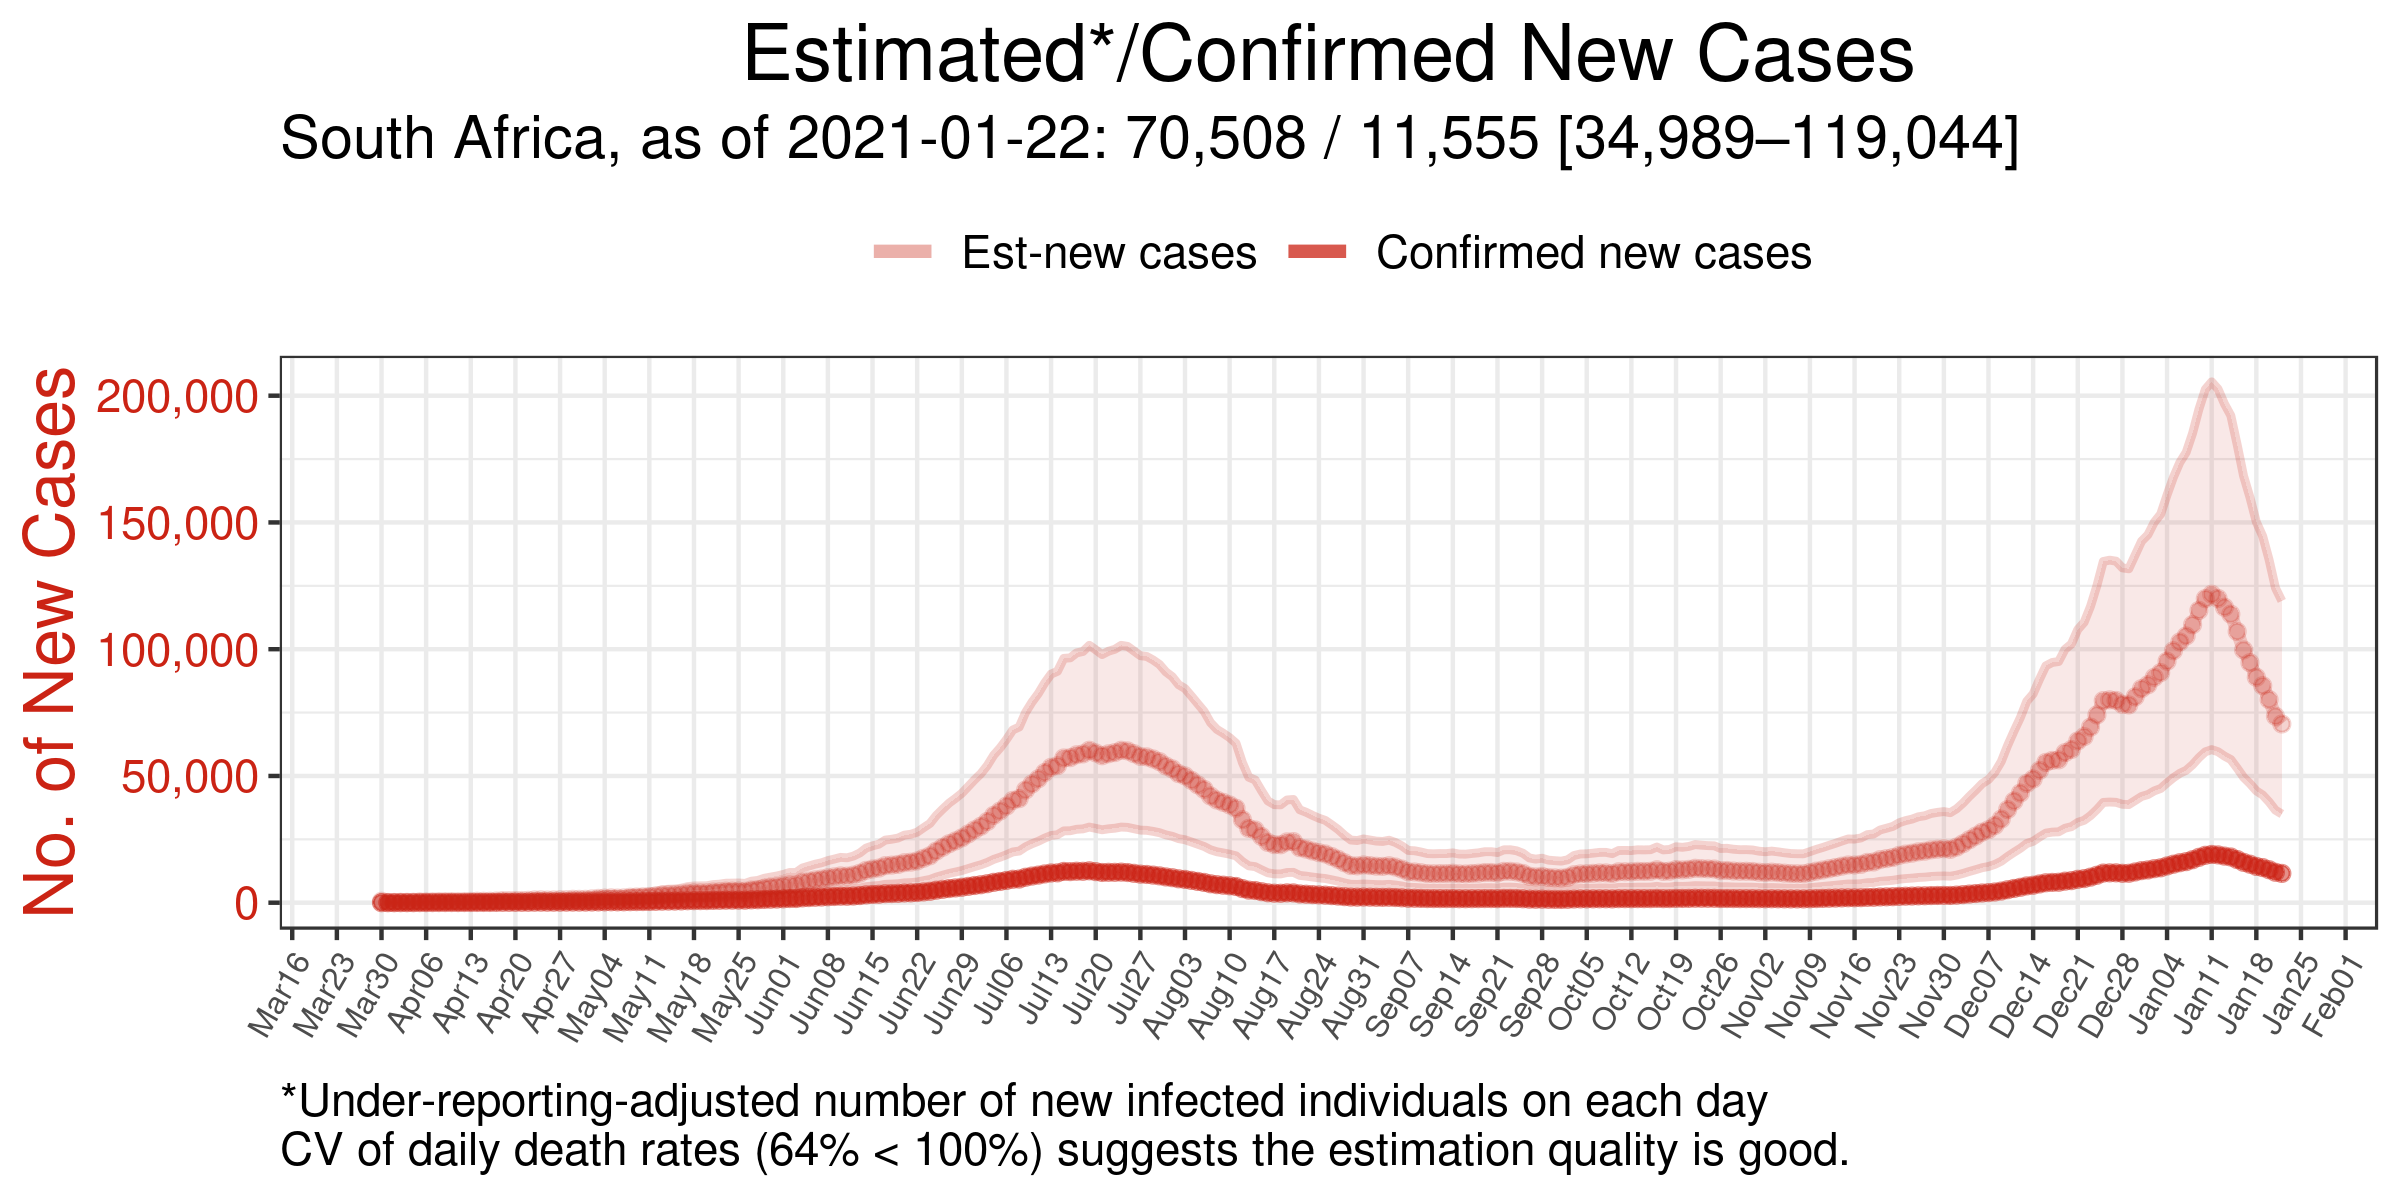 Estimated*/Confirmed New Cases
South Africa, as of 2021-01-22: 70,508 / 11,555 [34,989–119,044]
Est-new cases
Confirmed new cases
No. of New Cases
200,000
150,000
100,000
50,000
0
Mar16
Mar23
Mar30
Apr06
Apr13
Apr20
Apr27
May04
May11
May18
May25
Jun01
Jun08
Jun15
Jun22
Jun29
Jul06
Jul13
Jul20
Jul27
Aug03
Aug10
Aug17
Aug24
Aug31
Sep07
Sep14
Sep21
Sep28
Oct05
Oct12
Oct19
Oct26
Nov02
Nov09
Nov16
Nov23
Nov30
Dec07
Dec14
Dec21
Dec28
Jan04
Jan11
Jan18
Jan25
Feb01
*Under-reporting-adjusted number of new infected individuals on each day
CV of daily death rates (64% < 100%) suggests the estimation quality is good.